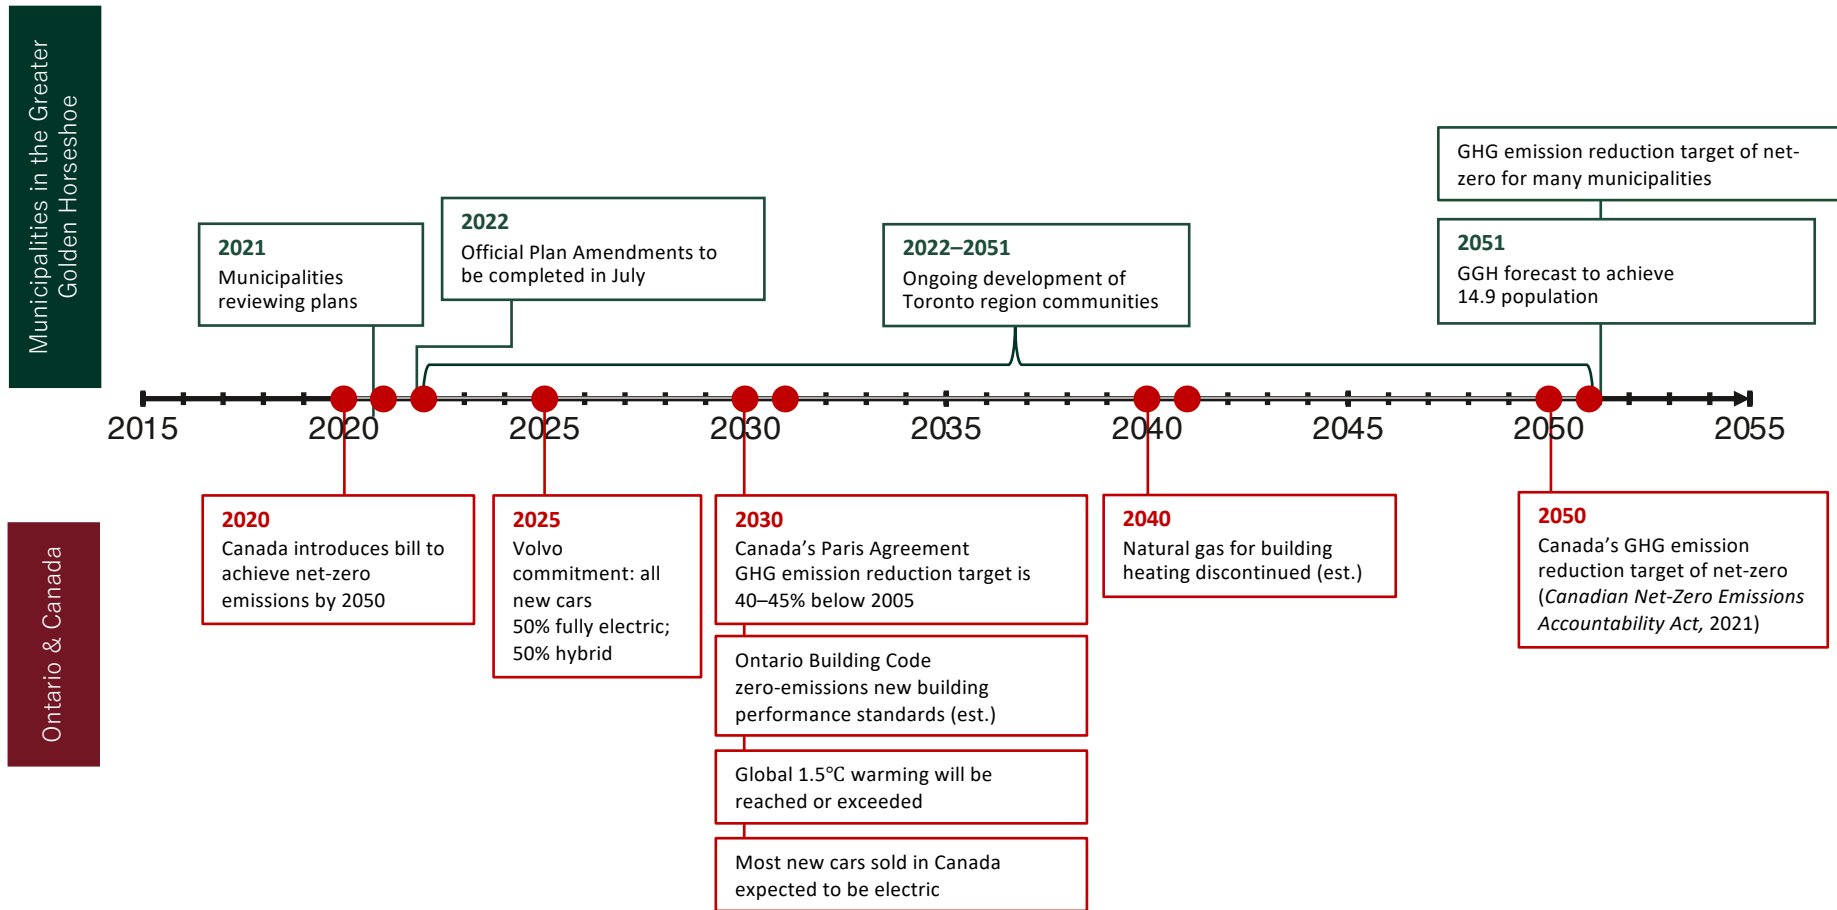 Municipalities in the Greater
Golden Horseshoe
GHG emission reduction target of net-
zero for many municipalities
2021
Municipalities
reviewing plans
2022
Official Plan Amendments to
be completed in July
2022–2051
Ongoing development of
Toronto region communities
2051
GGH forecast to achieve
14.9 population
2015 2020 2025 2030 2035 2040 2045 2050 2055
Ontario & Canada
2020
Canada introduces bill to
achieve net-zero
emissions by 2050
2025
Volvo
commitment: all
new cars
50% fully electric;
50% hybrid
2030
Canada's Paris Agreement
GHG emission reduction target is
40–45% below 2005
Ontario Building Code
zero-emissions new building
performance standards (est.)
Global 1.5℃ warming will be
reached or exceeded
Most new cars sold in Canada
expected to be electric
2040
Natural gas for building
heating discontinued (est.)
2050
Canada's GHG emission
reduction target of net-zero
(Canadian Net-Zero Emissions
Accountability Act, 2021)